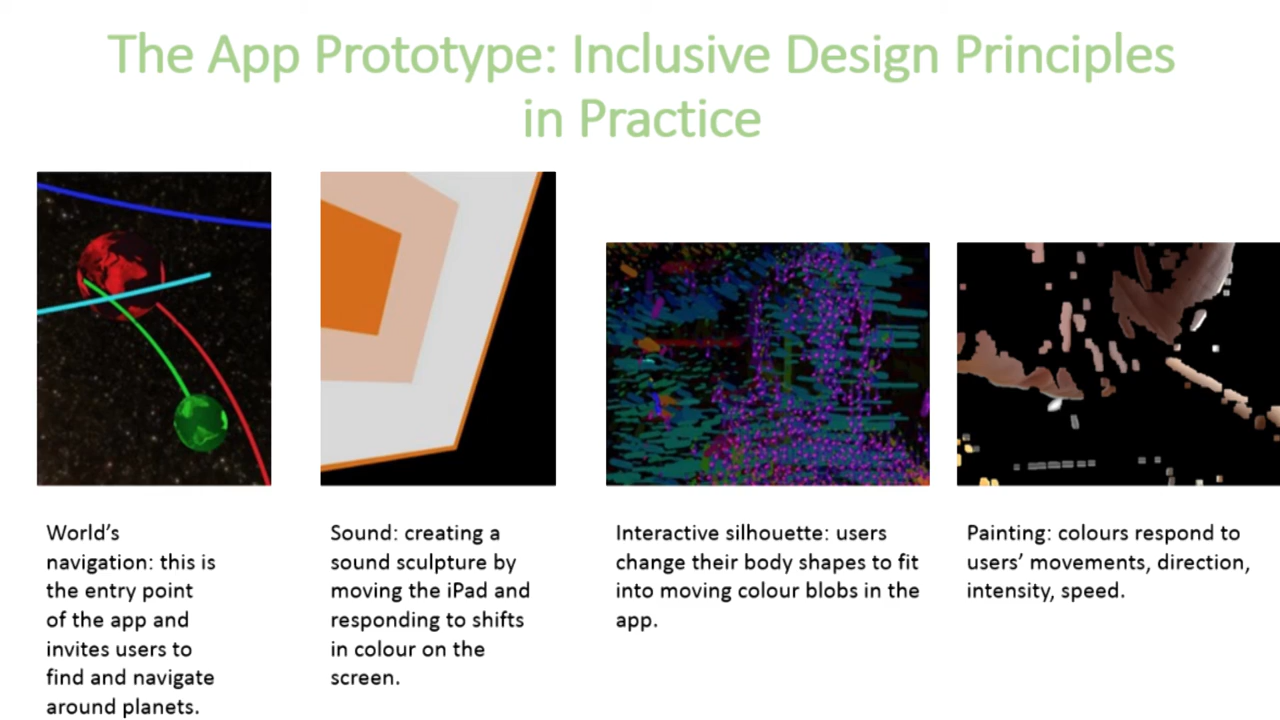 The App Prototype: Inclusive Design Principles
in Practice
World’s
navigation: this is
the entry point
of the app and
invites users to
find and navigate
around planets.
Sound: creating a
sound sculpture by
moving the iPad and
responding to shifts
in colour on the
screen.
Interactive silhouette: users
change their body shapes to fit
into moving colour blobs in the
app.
Painting: colours respond to
users’ movements, direction,
intensity, speed.